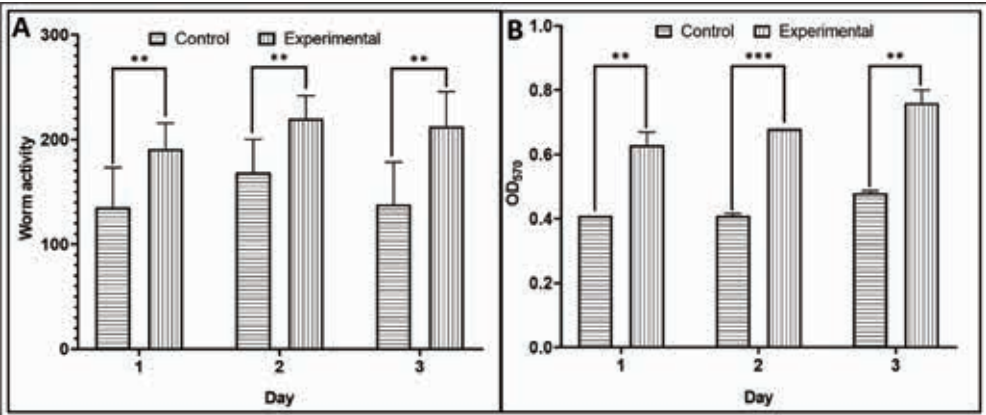 A
Control Experimental
** ** **
300
200
100
0
Worm activity
1 2 3
Day
B
Control Experimental
** *** **
1.0
0.8
0.6
0.4
0.2
0.0
OD570
1 2 3
Day